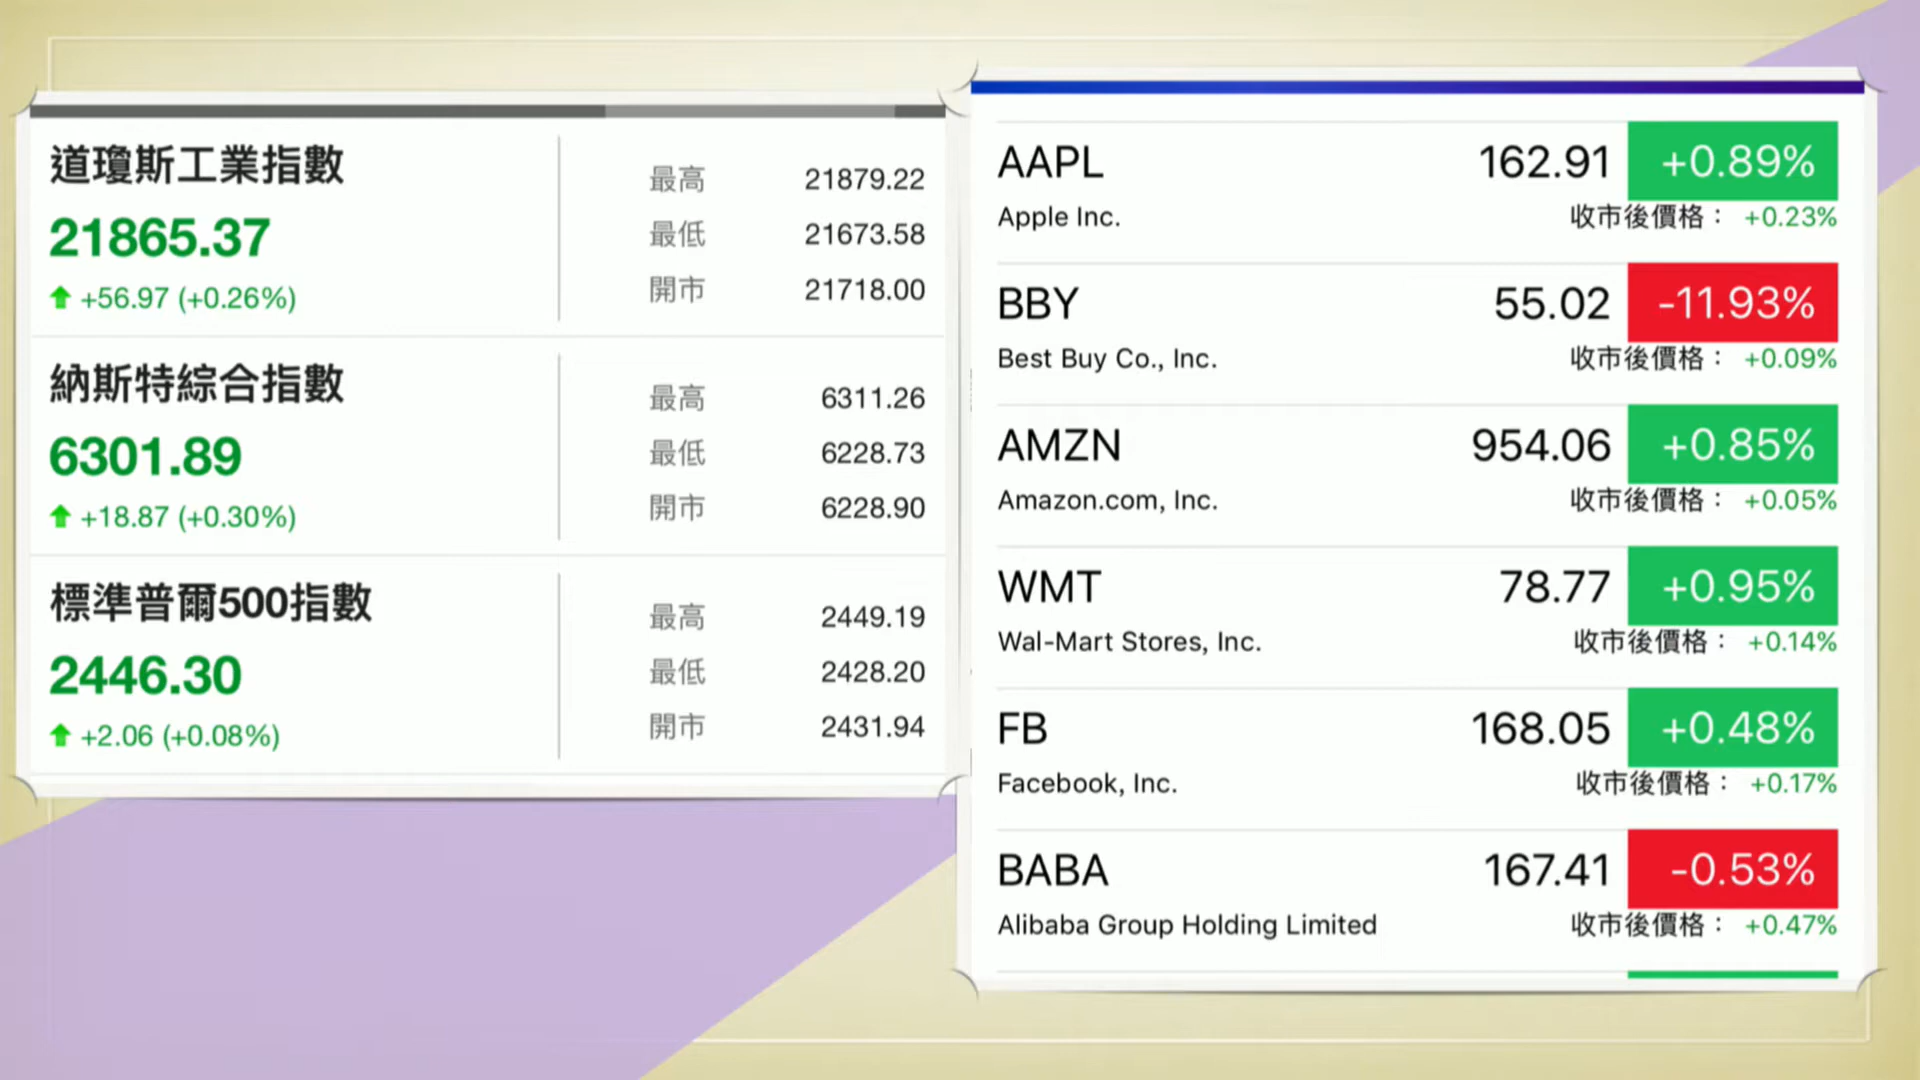 道瓊斯工業指數
21865.37
+56.97 (+0.26%)
最高 21879.22
最低 21673.58
開市 21718.00
納斯特綜合指數
6301.89
+18.87 (+0.30%)
最高 6311.26
最低 6228.73
開市 6228.90
標準普爾500指數
2446.30
+2.06 (+0.08%)
最高 2449.19
最低 2428.20
開市 2431.94
AAPL 162.91 +0.89%
Apple Inc. 收市後價格： +0.23%
BBY 55.02 -11.93%
Best Buy Co., Inc. 收市後價格： +0.09%
AMZN 954.06 +0.85%
Amazon.com, Inc. 收市後價格： +0.05%
WMT 78.77 +0.95%
Wal-Mart Stores, Inc. 收市後價格： +0.14%
FB 168.05 +0.48%
Facebook, Inc. 收市後價格： +0.17%
BABA 167.41 -0.53%
Alibaba Group Holding Limited 收市後價格： +0.47%